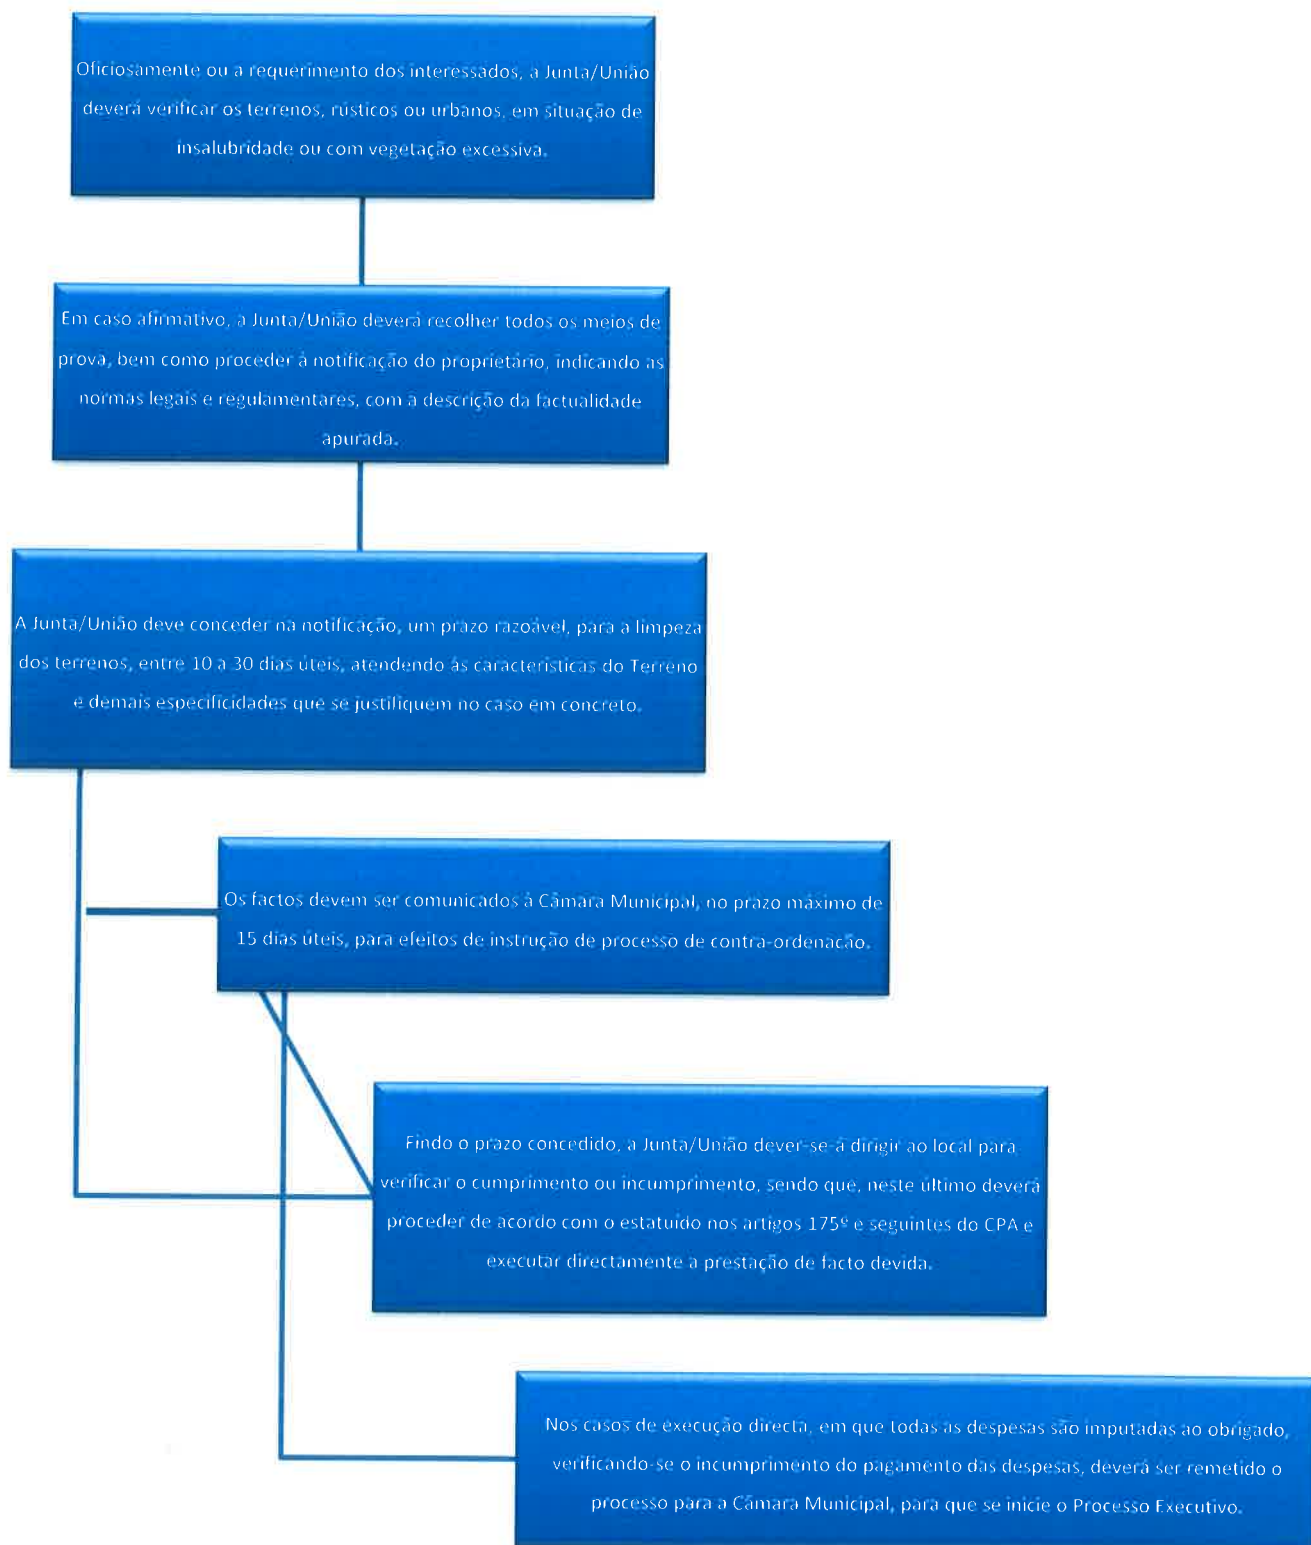 Oficiosamente ou a requerimento dos interessados, a Junta/União
deverá verificar os terrenos, rústicos ou urbanos, em situação de
insalubridade ou com vegetação excessiva.
Em caso afirmativo, a Junta/União deverá recolher todos os meios de
prova, bem como proceder à notificação do proprietário, indicando as
normas legais e regulamentares, com a descrição da factualidade
apurada.
A Junta/União deve conceder na notificação, um prazo razoável, para a limpeza
dos terrenos, entre 10 a 30 dias úteis, atendendo às características do Terreno
e demais especificidades que se justifiquem no caso em concreto.
Os factos devem ser comunicados à Câmara Municipal, no prazo máximo de
15 dias úteis, para efeitos de instrução de processo de contra-ordenacão.
Findo o prazo concedido, a Junta/União dever-se-á dirigir ao local para
verificar o cumprimento ou incumprimento, sendo que, neste último deverá
proceder de acordo com o estatuído nos artigos 175º e seguintes do CPA e
executar directamente a prestação de facto devida.
Nos casos de execução directa, em que todas as despesas são imputadas ao obrigado,
verificando-se o incumprimento do pagamento das despesas, deverá ser remetido o
processo para a Câmara Municipal, para que se inicie o Processo Executivo.